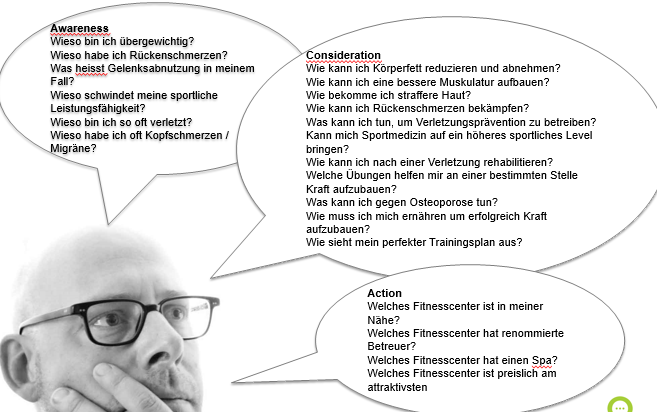 Awareness
Wieso bin ich übergewichtig?
Wieso habe ich Rückenschmerzen?
Was heisst Gelenksabnutzung in meinem
Fall?
Wieso schwindet meine sportliche
Leistungsfähigkeit?
Wieso bin ich so oft verletzt?
Wieso habe ich oft Kopfschmerzen /
Migräne?
Consideration
Wie kann ich Körperfett reduzieren und abnehmen?
Wie kann ich eine bessere Muskulatur aufbauen?
Wie bekomme ich straffere Haut?
Wie kann ich Rückenschmerzen bekämpfen?
Was kann ich tun, um Verletzungsprävention zu betreiben?
Kann mich Sportmedizin auf ein höheres sportliches Level
bringen?
Wie kann ich nach einer Verletzung rehabilitieren?
Welche Übungen helfen mir an einer bestimmten Stelle
Kraft aufzubauen?
Was kann ich gegen Osteoporose tun?
Wie muss ich mich ernähren um erfolgreich Kraft
aufzubauen?
Wie sieht mein perfekter Trainingsplan aus?
Action
Welches Fitnesscenter ist in meiner
Nähe?
Welches Fitnesscenter hat renommierte
Betreuer?
Welches Fitnesscenter hat einen Spa?
Welches Fitnesscenter ist preislich am
attraktivsten